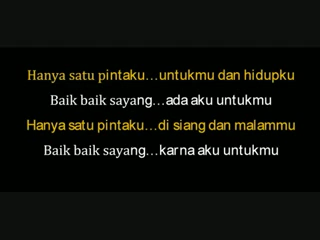 Hanya satu pintaku...untukmu dan hidupku
Baik baik sayang...ada aku untukmu
Hanya satu pintaku...di siang dan malammu
Baik baik sayang...karna aku untukmu